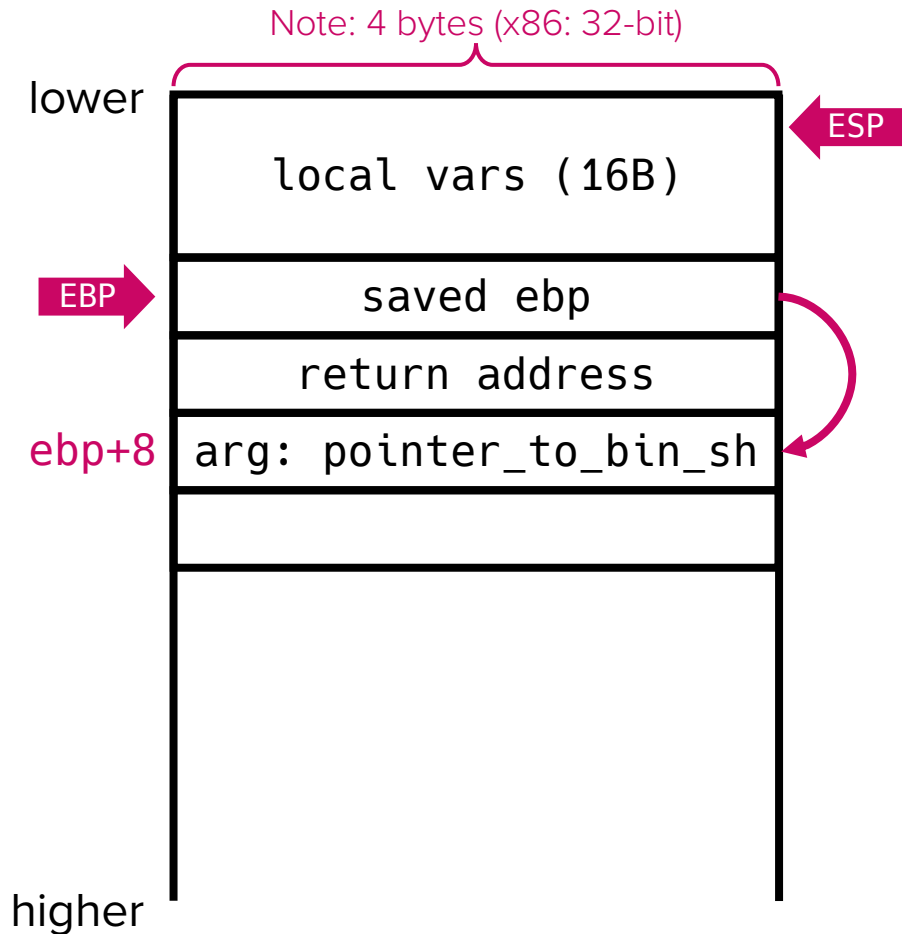 Note: 4 bytes (x86: 32-bit)
lower
ESP
local vars (16B)
EBP
saved ebp
return address
ebp+8
arg: pointer_to_bin_sh
higher